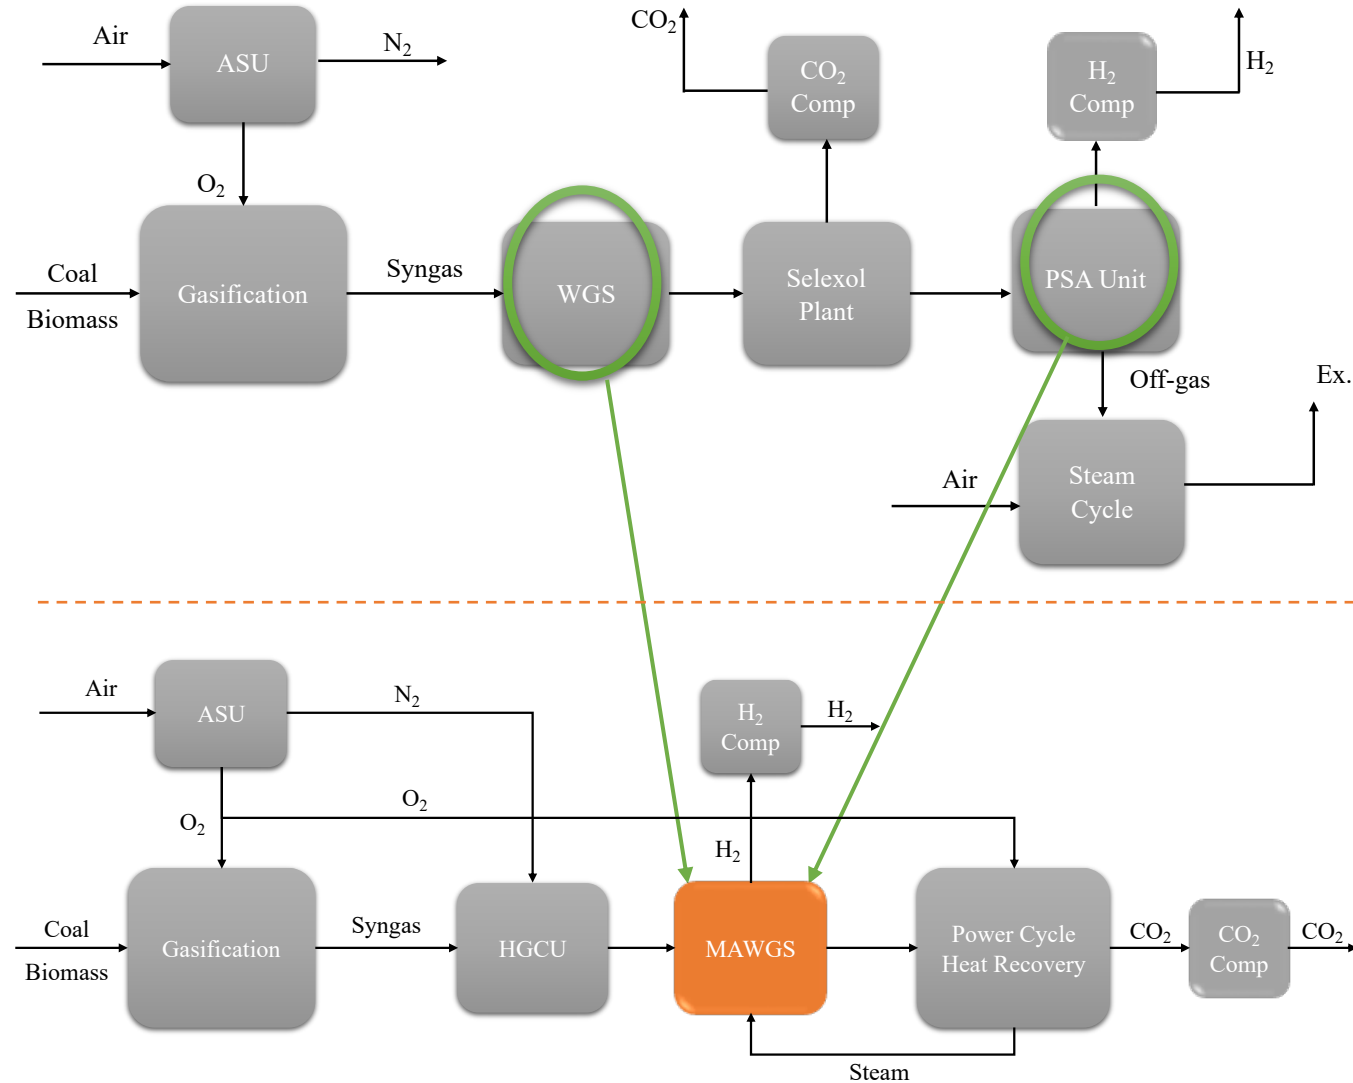 Air
ASU
N2
CO2
CO2
Comp
H2
Comp
H2
O2
Coal
Biomass
Gasification
Syngas
WGS
Selexol
Plant
PSA Unit
Off-gas
Ex.
Air
Steam
Cycle
Air
ASU
N2
H2
Comp
H2
O2
O2
H2
Coal
Biomass
Gasification
Syngas
HGCU
MAWGS
Power Cycle
Heat Recovery
CO2
CO2
Comp
CO2
Steam